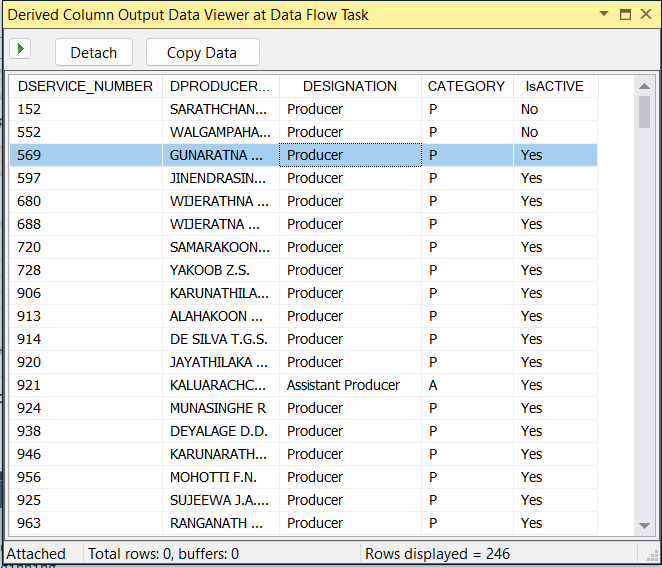 Derived Column Output Data Viewer at Data Flow Task
Detach Copy Data
DSERVICE_NUMBER DPRODUCER... DESIGNATION CATEGORY IsACTIVE
152 SARATHCHAN... Producer P No
552 WALGAMPAHA... Producer P No
569 GUNARATNA ... Producer P Yes
597 JINENDRASIN... Producer P Yes
680 WIJERATHNA ... Producer P Yes
688 WIJERATNA ... Producer P Yes
720 SAMARAKOON... Producer P Yes
728 YAKOOB Z.S. Producer P Yes
906 KARUNATHILA... Producer P Yes
913 ALAHAKOON ... Producer P Yes
914 DE SILVA T.G.S. Producer P Yes
920 JAYATHILAKA ... Producer P Yes
921 KALUARACHC... Assistant Producer A Yes
924 MUNASINGHE R Producer P Yes
938 DEYALAGE D.D. Producer P Yes
946 KARUNARATH... Producer P Yes
956 MOHOTTI F.N. Producer P Yes
925 SUJEEWA J.A.... Producer P Yes
963 RANGANATH ... Producer P Yes
Attached Total rows: 0, buffers: 0 Rows displayed = 246